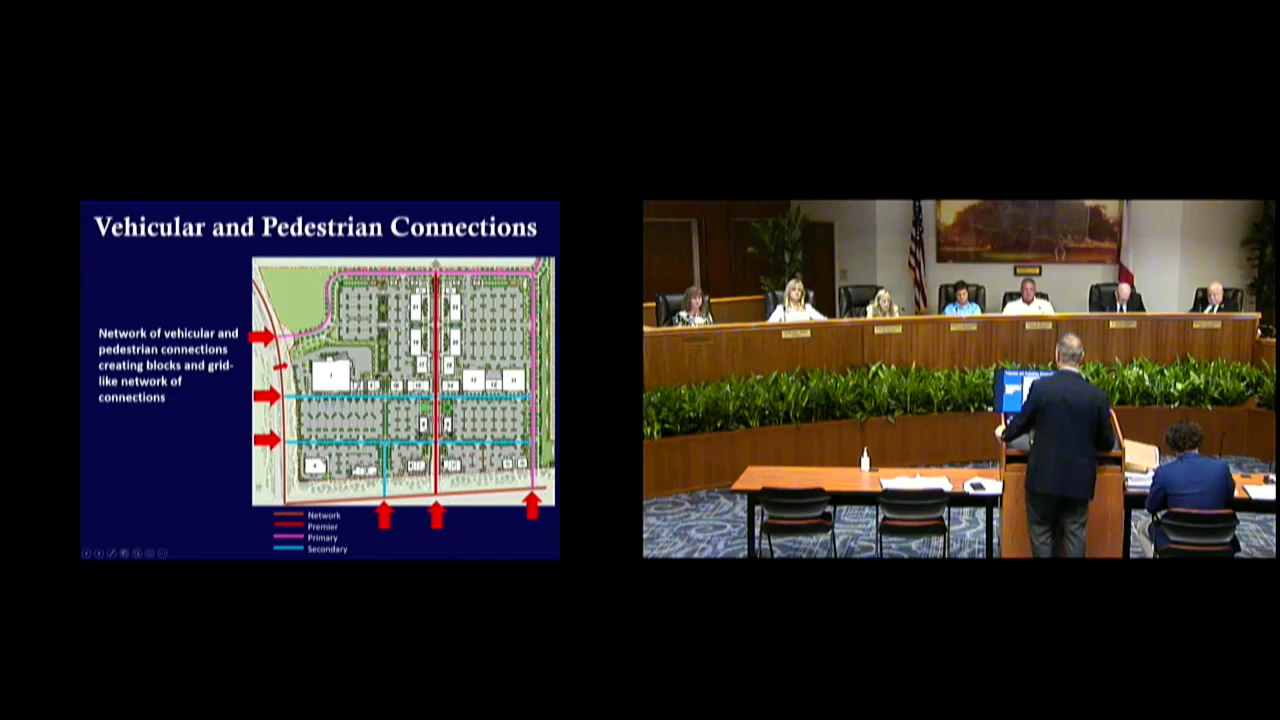 Vehicular and Pedestrian Connections
Network of vehicular and
pedestrian connections
creating blocks and grid-
like network of
connections
Network
Premier
Primary
Secondary